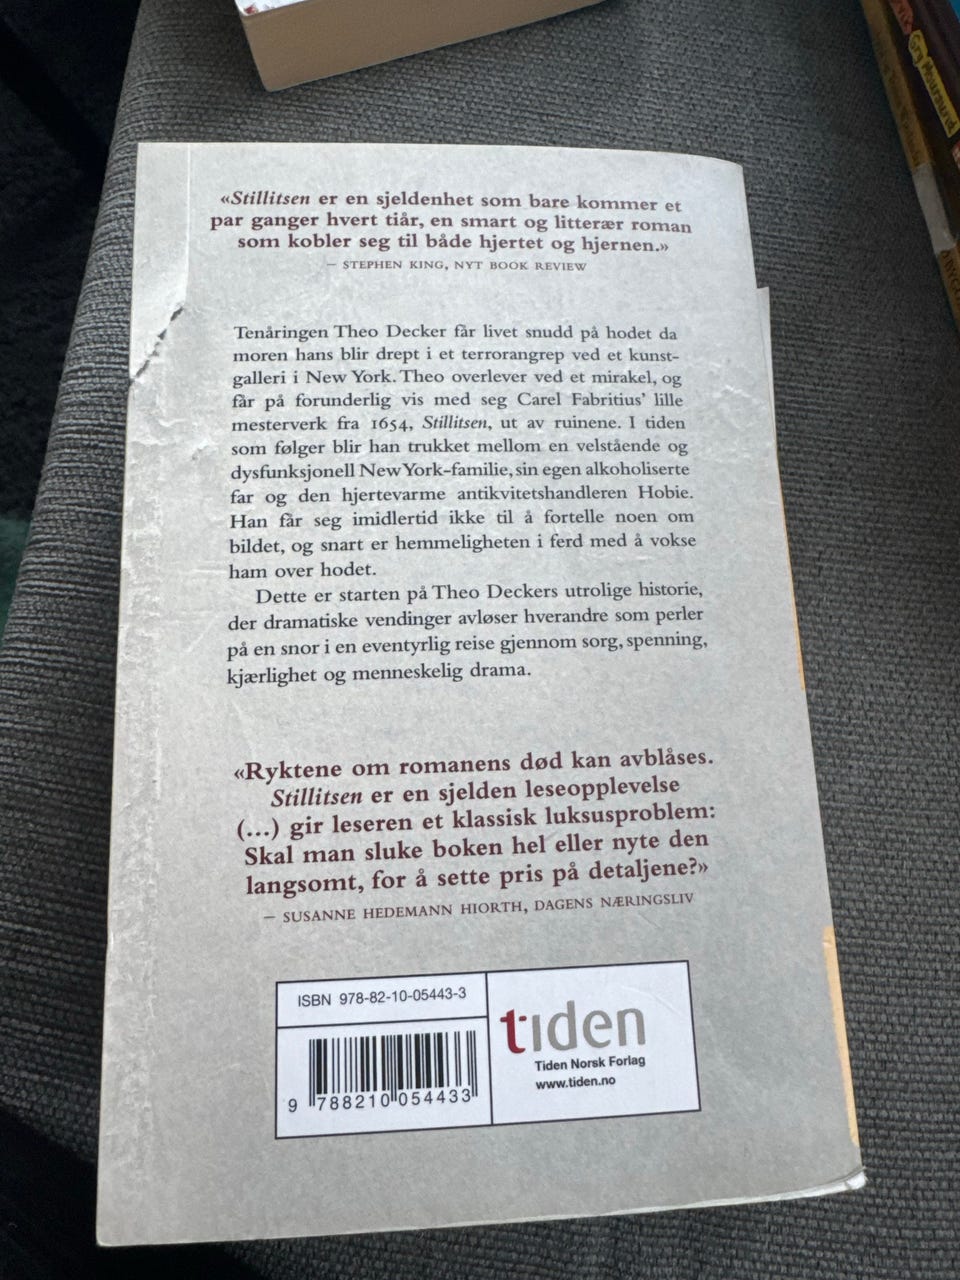 «Stillitsen er en sjeldenhet som bare kommer et
par ganger hvert tiår, en smart og litterær roman
som kobler seg til både hjertet og hjernen.»
– STEPHEN KING, NYT BOOK REVIEW
Tenåringen Theo Decker får livet snudd på hodet da
moren hans blir drept i et terrorangrep ved et kunst-
galleri i New York. Theo overlever ved et mirakel, og
får på forunderlig vis med seg Carel Fabritius’ lille
mesterverk fra 1654, Stillitsen, ut av ruinene. I tiden
som følger blir han trukket mellom en velstående og
dysfunksjonell New York-familie, sin egen alkoholiserte
far og den hjertevarme antikvitetshandleren Hobie.
Han får seg imidlertid ikke til å fortelle noen om
bildet, og snart er hemmeligheten i ferd med å vokse
ham over hodet.
Dette er starten på Theo Deckers utrolige historie,
der dramatiske vendinger avløser hverandre som perler
på en snor i en eventyrlig reise gjennom sorg, spenning,
kjærlighet og menneskelig drama.
«Ryktene om romanens død kan avblåses.
Stillitsen er en sjelden leseopplevelse
(...) gir leseren et klassisk luksusproblem:
Skal man sluke boken hel eller nyte den
langsomt, for å sette pris på detaljene?»
– SUSANNE HEDEMANN HIORTH, DAGENS NÆRINGSLIV
ISBN 978-82-10-05443-3
9 788210 054433
tiden
Tiden Norsk Forlag
www.tiden.no